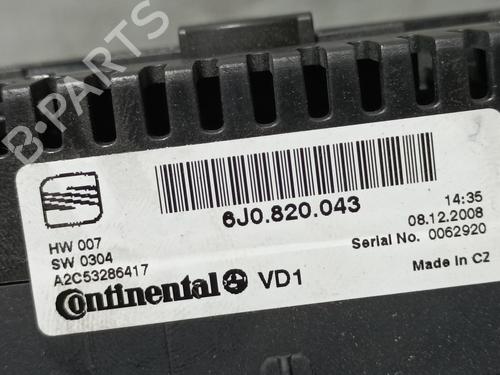 B-PARTS
6J0.820.043
14:35
08.12.2008
HW 007
SW 0304
A2C53286417
Serial No. 0062920
Continental VD1
Made in CZ